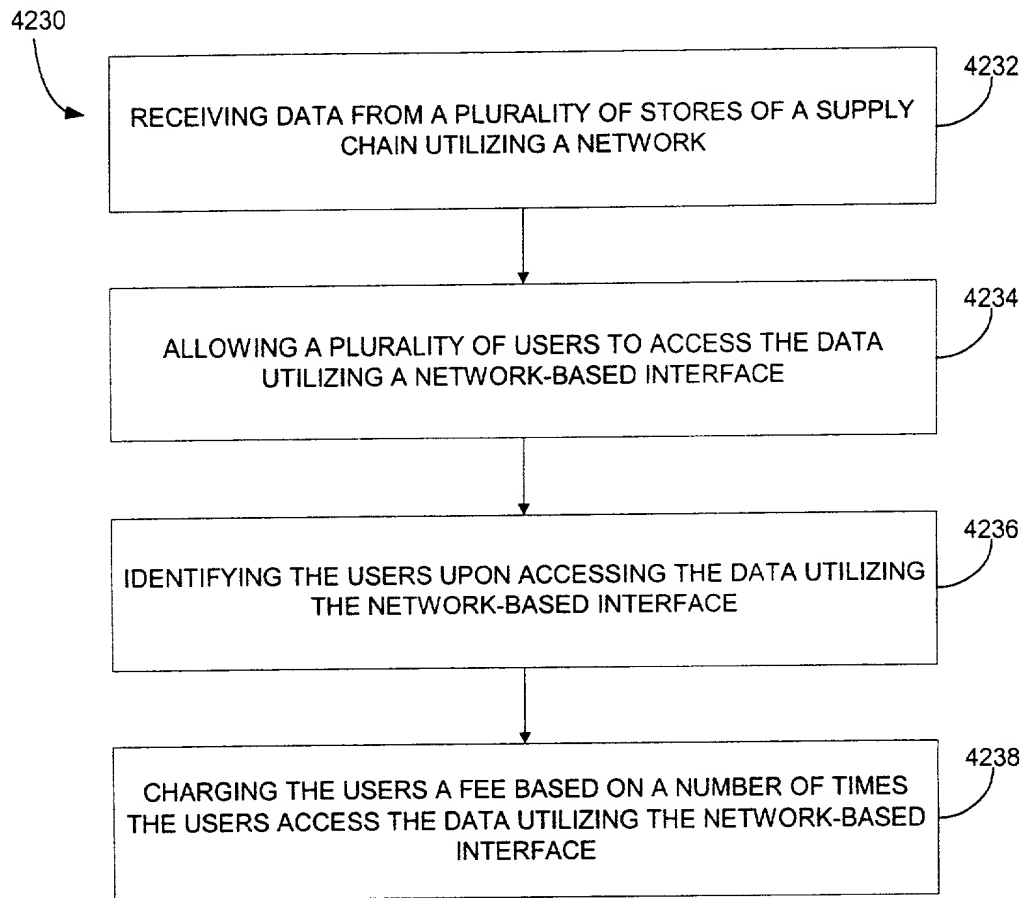 4230
4232
RECEIVING DATA FROM A PLURALITY OF STORES OF A SUPPLY
CHAIN UTILIZING A NETWORK
4234
ALLOWING A PLURALITY OF USERS TO ACCESS THE DATA
UTILIZING A NETWORK-BASED INTERFACE
4236
IDENTIFYING THE USERS UPON ACCESSING THE DATA UTILIZING
THE NETWORK-BASED INTERFACE
4238
CHARGING THE USERS A FEE BASED ON A NUMBER OF TIMES
THE USERS ACCESS THE DATA UTILIZING THE NETWORK-BASED
INTERFACE